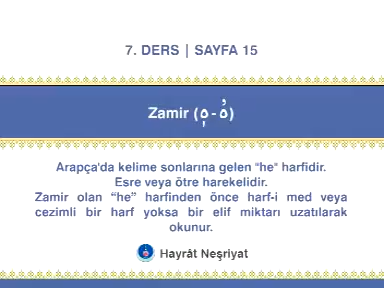 7. DERS | SAYFA 15
Zamir (هُ - هِ)
Arapça'da kelime sonlarına gelen "he" harfidir.
Esre veya ötre harekelidir.
Zamir olan “he” harfinden önce harf-i med veya
cezimli bir harf yoksa bir elif miktarı uzatılarak
okunur.
Hayrât Neşriyat